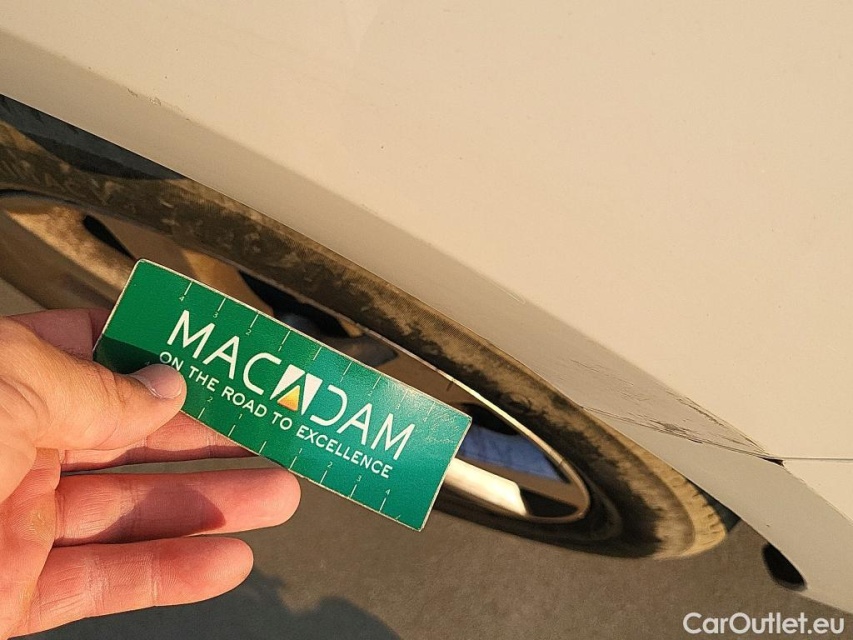 MACADAM
ON THE ROAD TO EXCELLENCE
CarOutlet.eu